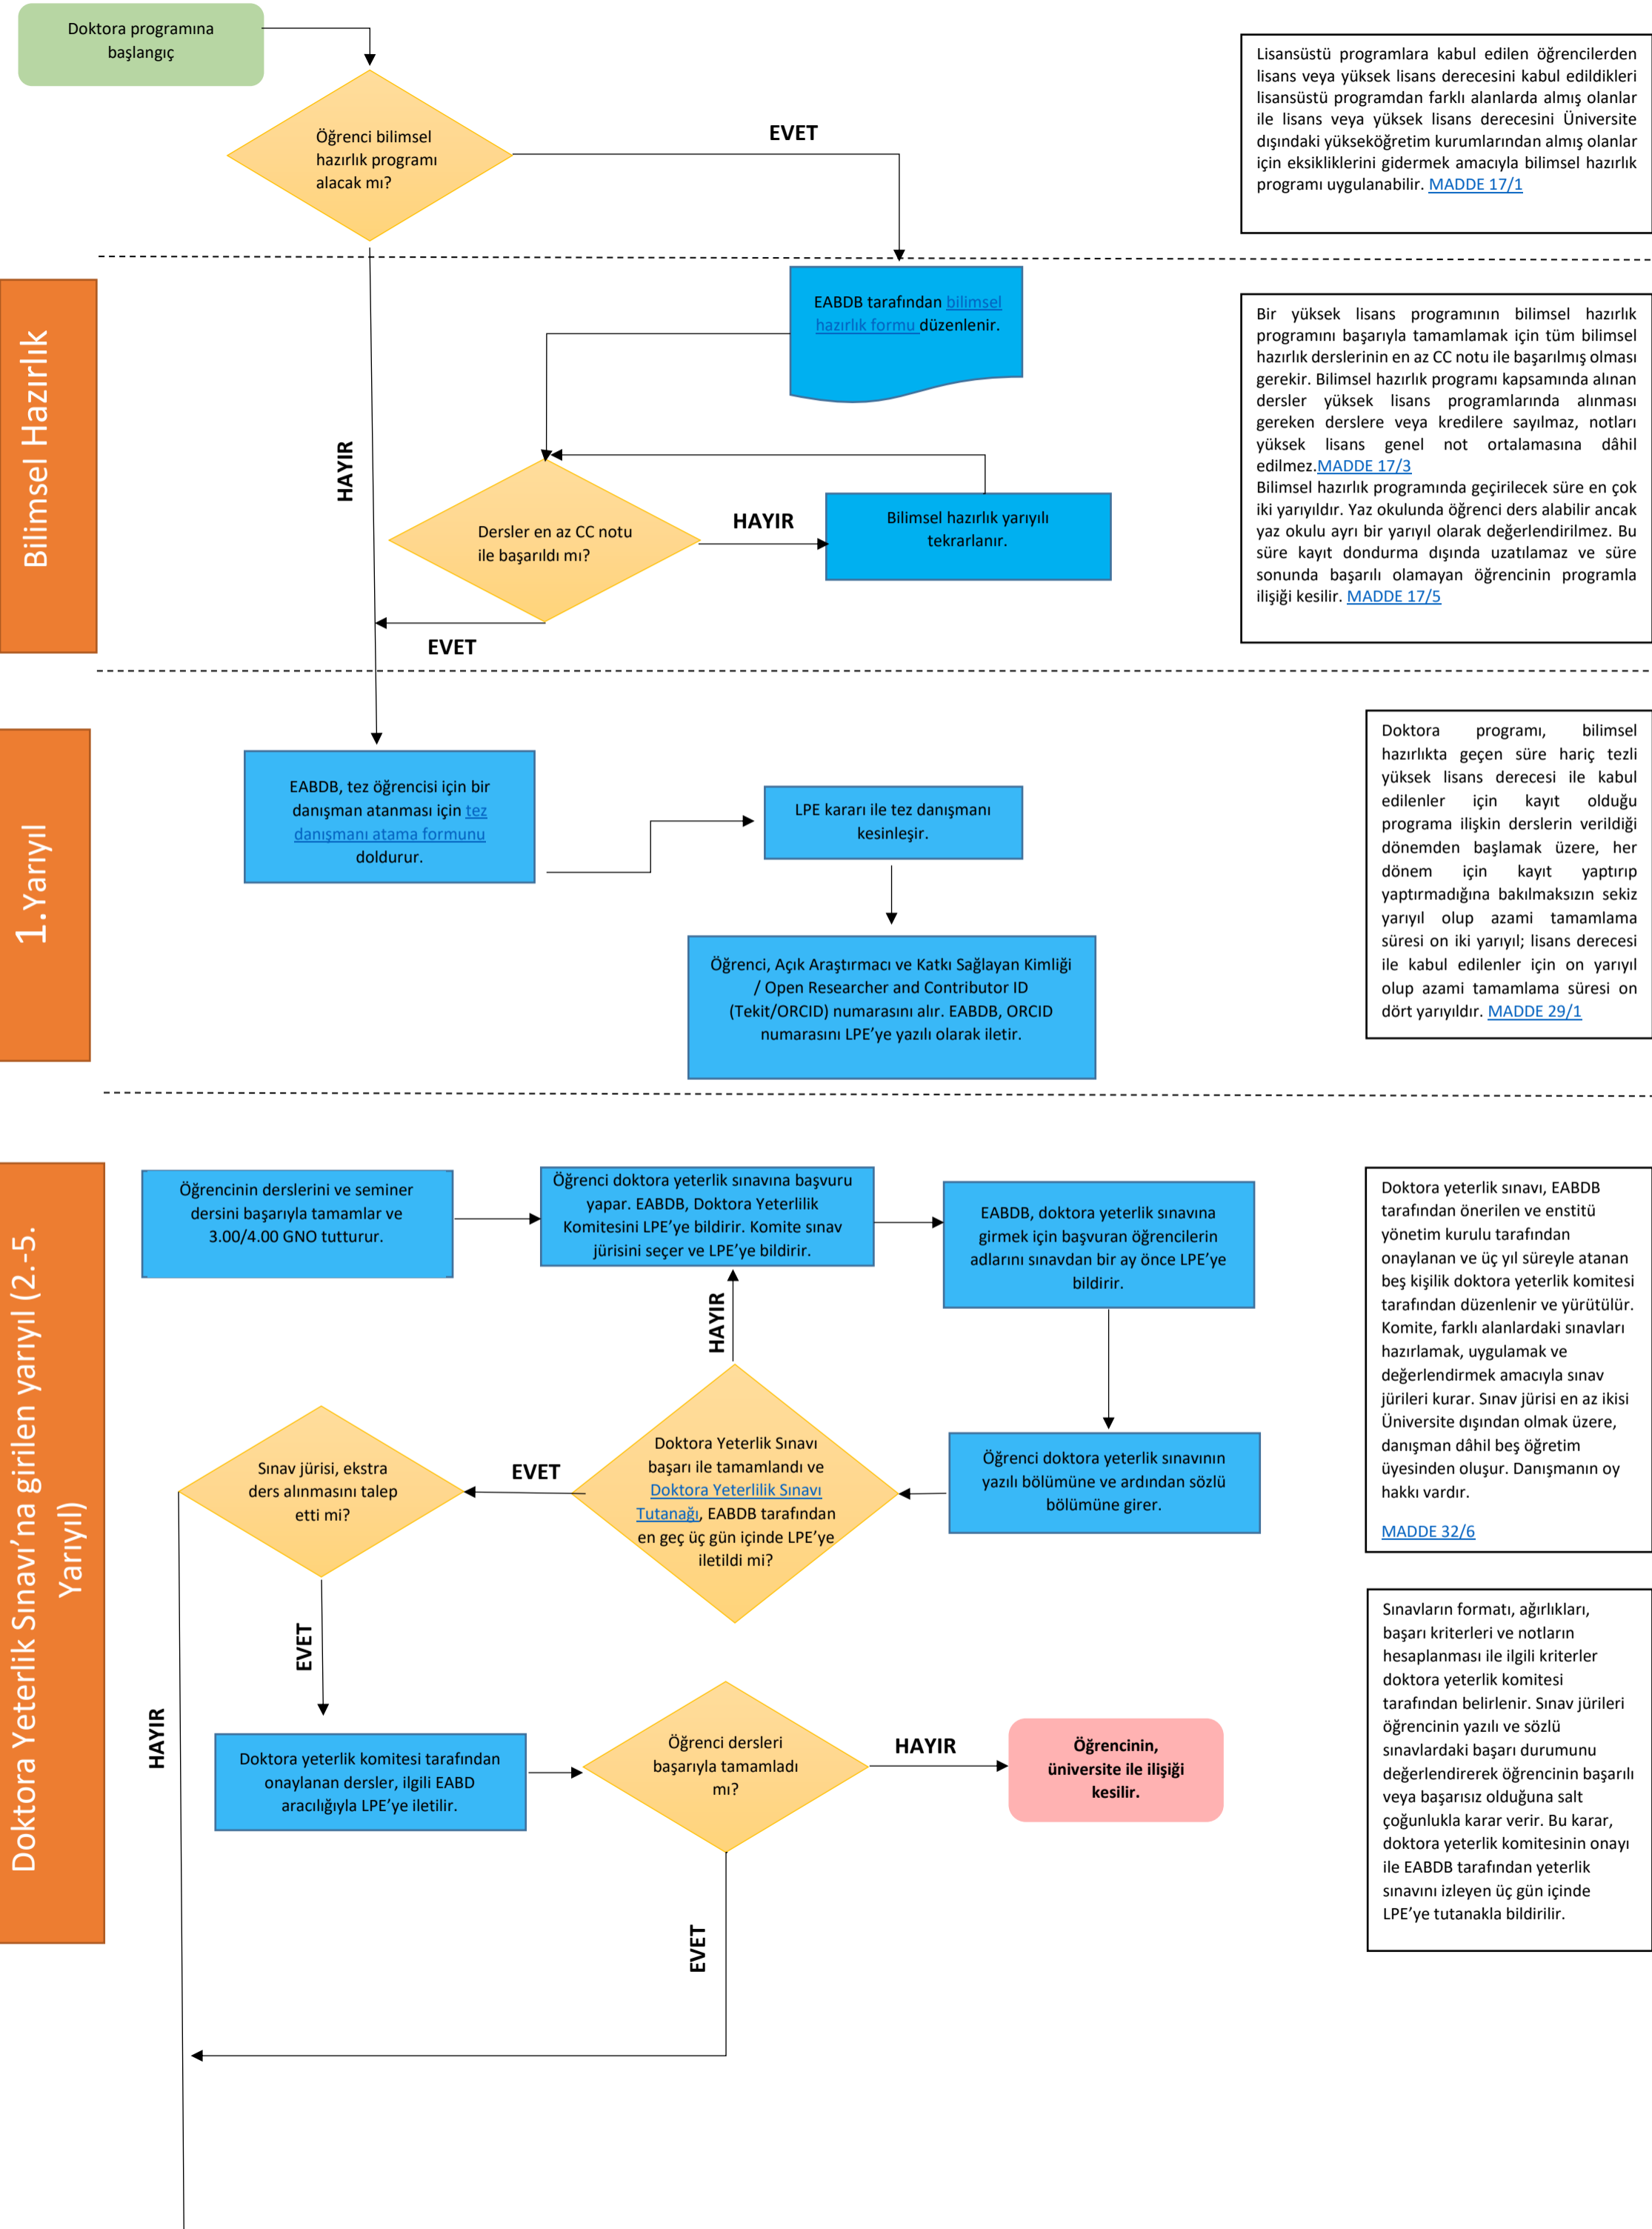 Doktora programına
başlangıç
Öğrenci bilimsel
hazırlık programı
alacak mı?
EVET
Lisansüstü programlara kabul edilen öğrencilerden
lisans veya yüksek lisans derecesini kabul edildikleri
lisansüstü programdan farklı alanlarda almış olanlar
ile lisans veya yüksek lisans derecesini Üniversite
dışındaki yükseköğretim kurumlarından almış olanlar
için eksikliklerini gidermek amacıyla bilimsel hazırlık
programı uygulanabilir. MADDE 17/1
Bilimsel Hazırlık
HAYIR
EABDB tarafından bilimsel
hazırlık formu düzenlenir.
Dersler en az CC notu
ile başarıldı mı?
HAYIR
Bilimsel hazırlık yarıyılı
tekrarlanır.
EVET
Bir yüksek lisans programının bilimsel hazırlık
programını başarıyla tamamlamak için tüm bilimsel
hazırlık derslerinin en az CC notu ile başarılmış olması
gerekir. Bilimsel hazırlık programı kapsamında alınan
dersler yüksek lisans programlarında alınması
gereken derslere veya kredilere sayılmaz, notları
yüksek lisans genel not ortalamasına dâhil
edilmez.MADDE 17/3
Bilimsel hazırlık programında geçirilecek süre en çok
iki yarıyıldır. Yaz okulunda öğrenci ders alabilir ancak
yaz okulu ayrı bir yarıyıl olarak değerlendirilmez. Bu
süre kayıt dondurma dışında uzatılamaz ve süre
sonunda başarılı olamayan öğrencinin programla
ilişiği kesilir. MADDE 17/5
1.Yarıyıl
EABDB, tez öğrencisi için bir
danışman atanması için tez
danışmanı atama formunu
doldurur.
LPE kararı ile tez danışmanı
kesinleşir.
Öğrenci, Açık Araştırmacı ve Katkı Sağlayan Kimliği
/ Open Researcher and Contributor ID
(Tekit/ORCID) numarasını alır. EABDB, ORCID
numarasını LPE’ye yazılı olarak iletir.
Doktora programı, bilimsel
hazırlıkta geçen süre hariç tezli
yüksek lisans derecesi ile kabul
edilenler için kayıt olduğu
programa ilişkin derslerin verildiği
dönemden başlamak üzere, her
dönem için kayıt yaptırıp
yaptırmadığına bakılmaksızın sekiz
yarıyıl olup azami tamamlama
süresi on iki yarıyıl; lisans derecesi
ile kabul edilenler için on yarıyıl
olup azami tamamlama süresi on
dört yarıyıldır. MADDE 29/1
Doktora Yeterlik Sınavı’na girilen yarıyıl (2.-5.
Yarıyıl)
Öğrencinin derslerini ve seminer
dersini başarıyla tamamlar ve
3.00/4.00 GNO tutturur.
Öğrenci doktora yeterlik sınavına başvuru
yapar. EABDB, Doktora Yeterlilik
Komitesini LPE’ye bildirir. Komite sınav
jürisini seçer ve LPE’ye bildirir.
EABDB, doktora yeterlik sınavına
girmek için başvuran öğrencilerin
adlarını sınavdan bir ay önce LPE’ye
bildirir.
HAYIR
Sınav jürisi, ekstra
ders alınmasını talep
etti mi?
EVET
Doktora Yeterlik Sınavı
başarı ile tamamlandı ve
Doktora Yeterlilik Sınavı
Tutanağı, EABDB tarafından
en geç üç gün içinde LPE’ye
iletildi mi?
Öğrenci doktora yeterlik sınavının
yazılı bölümüne ve ardından sözlü
bölümüne girer.
EVET
HAYIR
Doktora yeterlik komitesi tarafından
onaylanan dersler, ilgili EABD
aracılığıyla LPE’ye iletilir.
Öğrenci dersleri
başarıyla tamamladı
mı?
HAYIR
Öğrencinin,
üniversite ile ilişiği
kesilir.
EVET
Doktora yeterlik sınavı, EABDB
tarafından önerilen ve enstitü
yönetim kurulu tarafından
onaylanan ve üç yıl süreyle atanan
beş kişilik doktora yeterlik komitesi
tarafından düzenlenir ve yürütülür.
Komite, farklı alanlardaki sınavları
hazırlamak, uygulamak ve
değerlendirmek amacıyla sınav
jürileri kurar. Sınav jürisi en az ikisi
Üniversite dışından olmak üzere,
danışman dâhil beş öğretim
üyesinden oluşur. Danışmanın oy
hakkı vardır.
MADDE 32/6
Sınavların formatı, ağırlıkları,
başarı kriterleri ve notların
hesaplanması ile ilgili kriterler
doktora yeterlik komitesi
tarafından belirlenir. Sınav jürileri
öğrencinin yazılı ve sözlü
sınavlardaki başarı durumunu
değerlendirerek öğrencinin başarılı
veya başarısız olduğuna salt
çoğunlukla karar verir. Bu karar,
doktora yeterlik komitesinin onayı
ile EABDB tarafından yeterlik
sınavını izleyen üç gün içinde
LPE’ye tutanakla bildirilir.